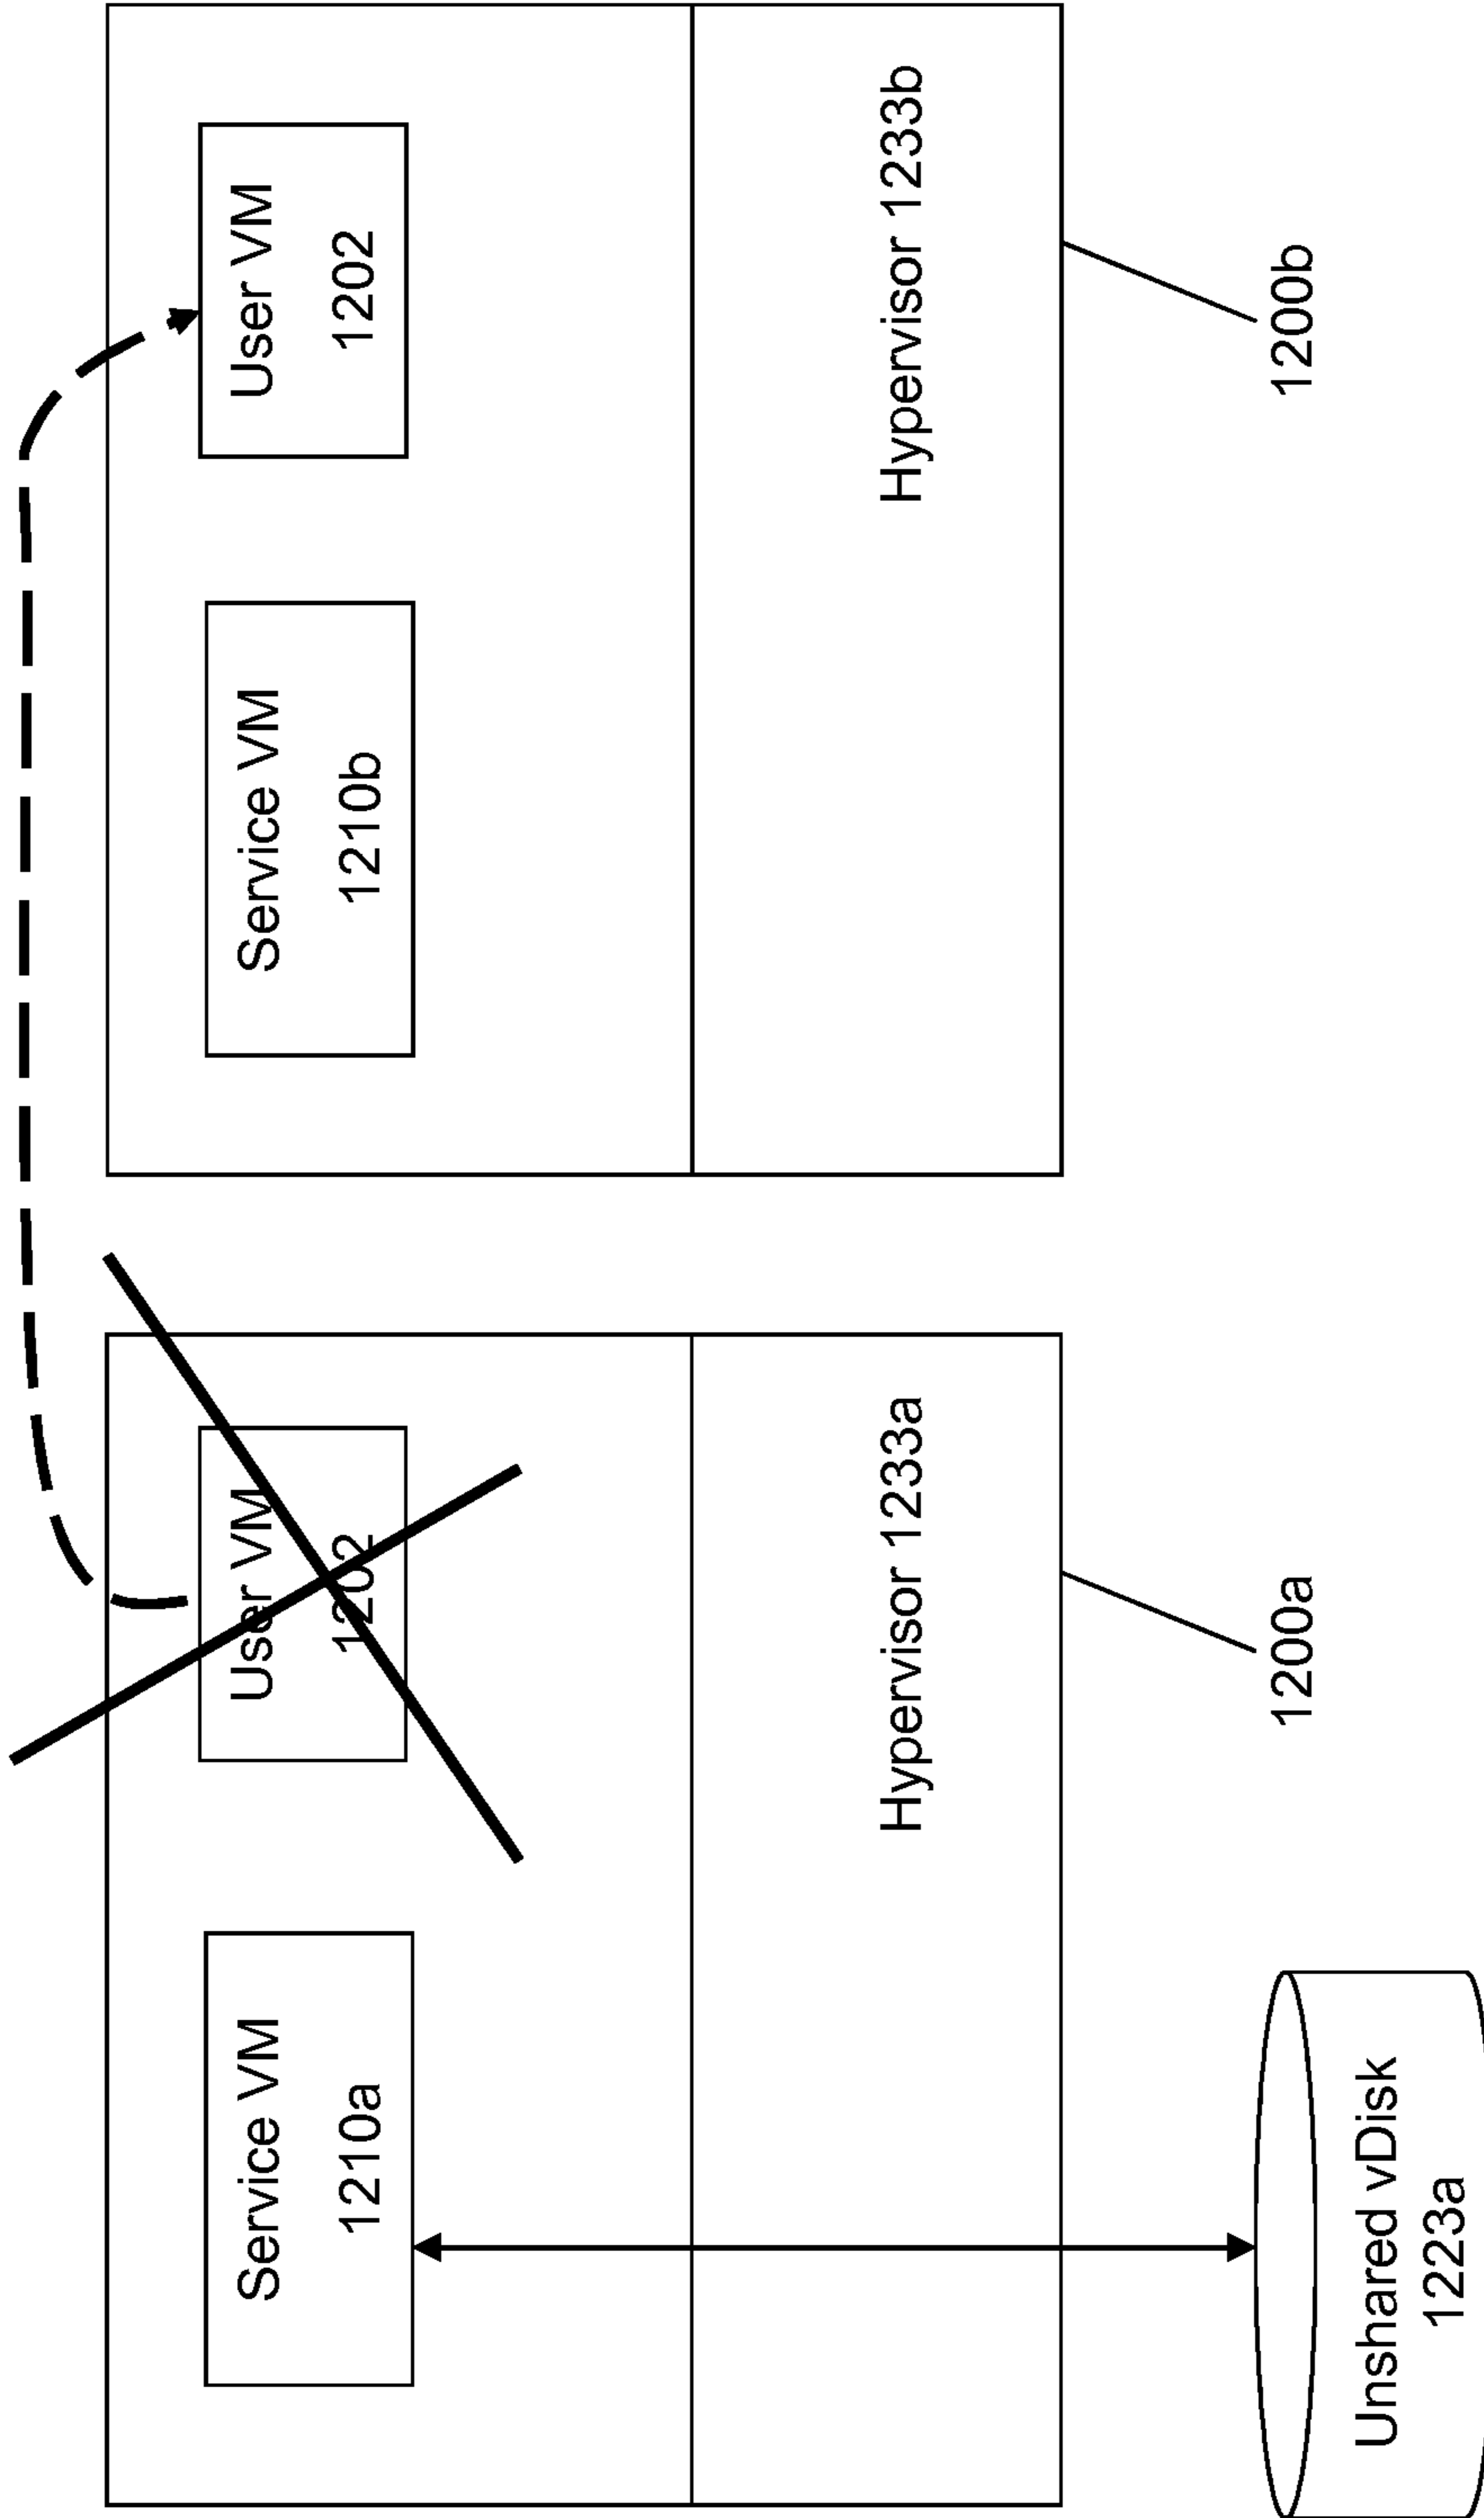 Service VM
1210a
User VM
1202
Hypervisor 1233a
1200a
Unshared vDisk
1223a
Service VM
1210b
User VM
1202
Hypervisor 1233b
1200b